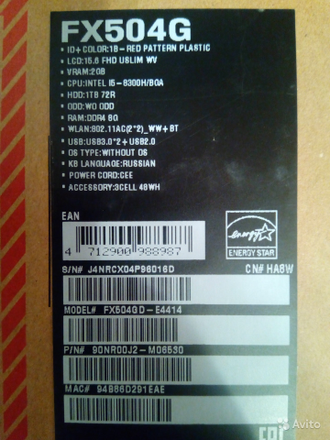 FX504G
• ID+COLOR:1B-RED PATTERN PLASTIC
• LCD:15.6 FHD USLIM WV
• VRAM:2GB
• CPU:INTEL I5-8300H/BGA
• HDD:1TB 72R
• ODD:WO ODD
• RAM:DDR4 8G
• WLAN:802.11AC(2*2)_WW+BT
• USB:USB3.0*2+USB2.0
• OS TYPE:WITHOUT OS
• KB LANGUAGE:RUSSIAN
• POWER CORD:CEE
• ACCESSORY:3CELL 48WH
EAN
4 712900 988987
energy
ENERGY STAR
S/N# J4NRCX04P96016D
CN# HA6W
MODEL# FX504GD-E4414
P/N# 90NR00J2-M06530
MAC# 94886D291EAE
Avito